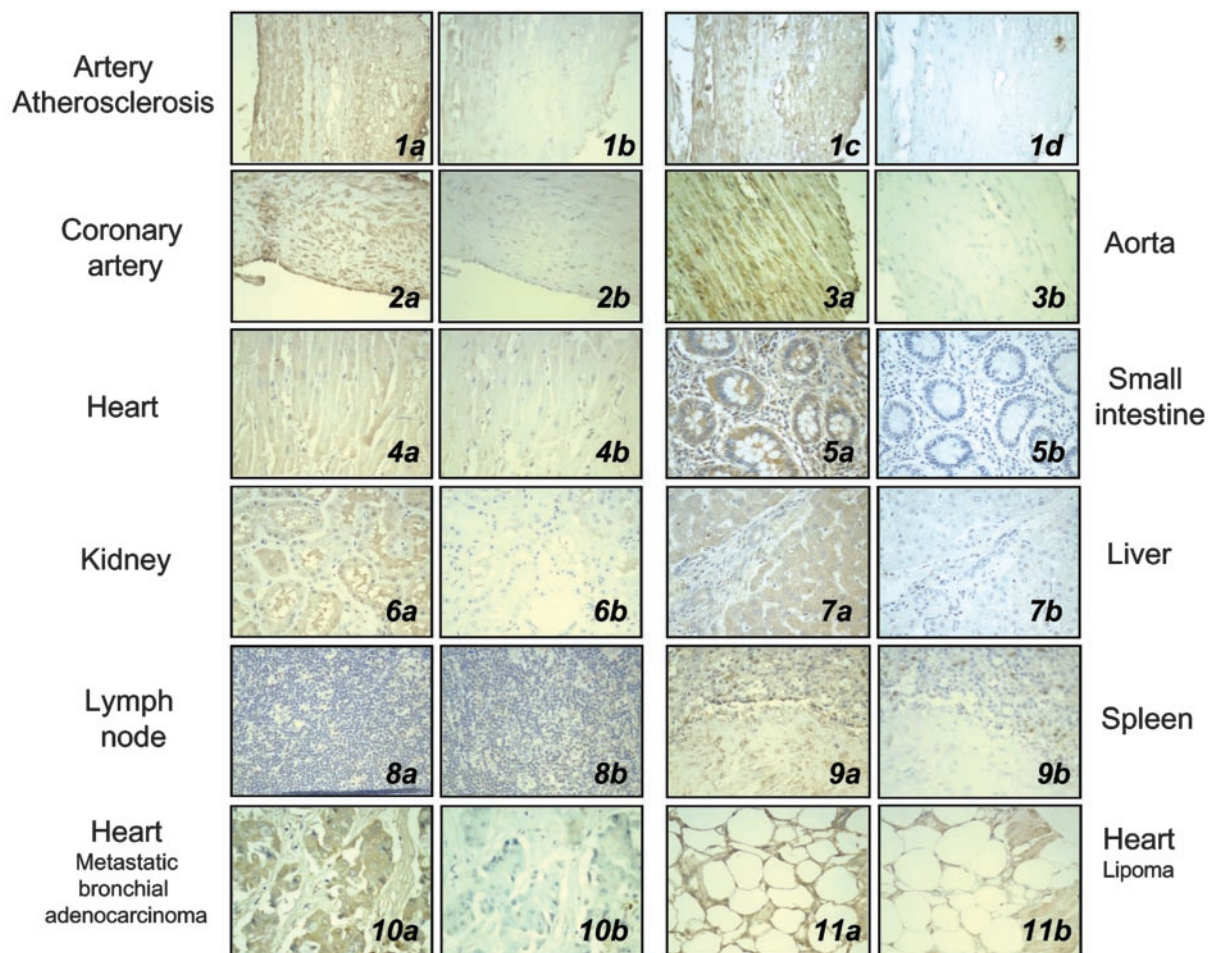 Artery
Atherosclerosis
1a
1b
1c
1d
Coronary
artery
2a
2b
3a
3b
Aorta
Heart
4a
4b
5a
5b
Small
intestine
Kidney
6a
6b
7a
7b
Liver
Lymph
node
8a
8b
9a
9b
Spleen
Heart
Metastatic
bronchial
adenocarcinoma
10a
10b
11a
11b
Heart
Lipoma